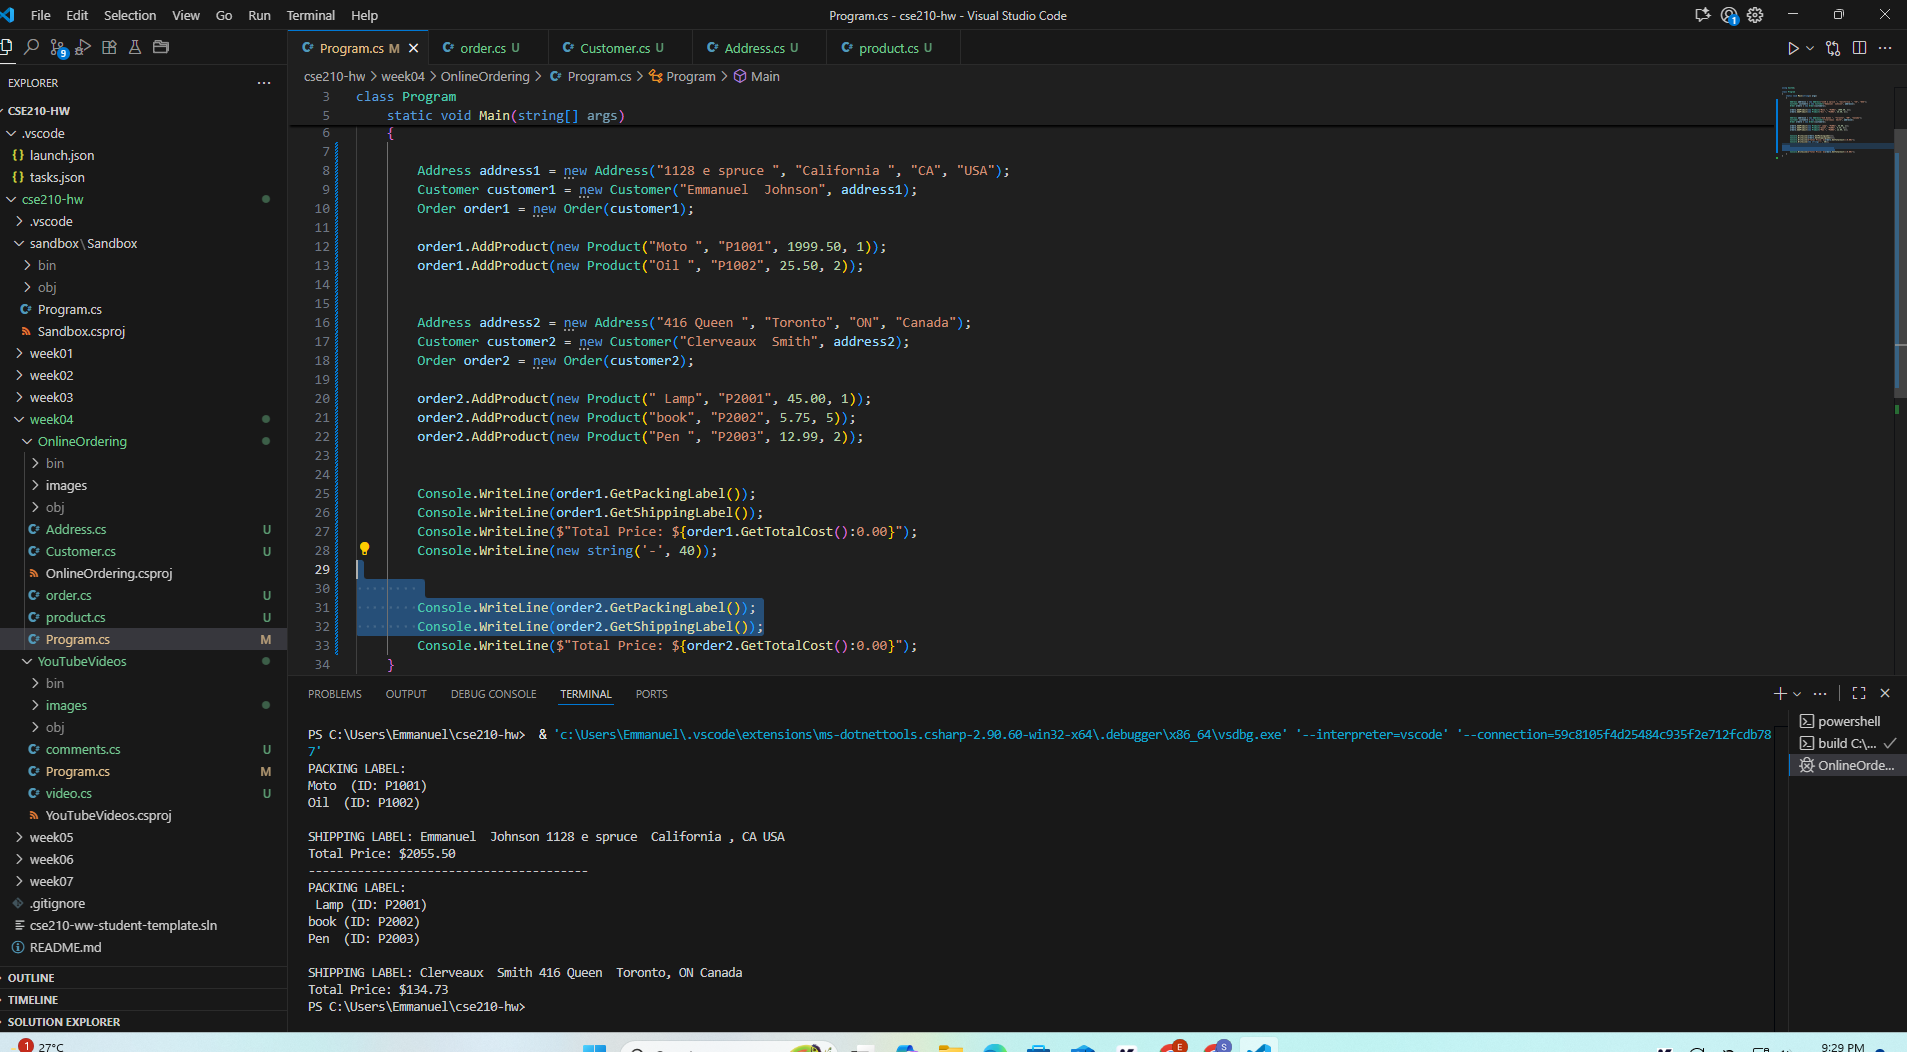 File Edit Selection View Go Run Terminal Help
Program.cs - cse210-hw - Visual Studio Code
1
9
EXPLORER
CSE210-HW
.vscode
launch.json
tasks.json
cse210-hw
.vscode
sandbox\Sandbox
bin
obj
Program.cs
Sandbox.csproj
week01
week02
week03
week04
OnlineOrdering
bin
images
obj
Address.cs U
Customer.cs U
OnlineOrdering.csproj
order.cs U
product.cs U
Program.cs M
YouTubeVideos
bin
images
obj
comments.cs U
Program.cs M
video.cs U
YouTubeVideos.csproj
week05
week06
week07
.gitignore
cse210-ww-student-template.sln
README.md
OUTLINE
TIMELINE
SOLUTION EXPLORER
Program.cs M order.cs U Customer.cs U Address.cs U product.cs U
cse210-hw > week04 > OnlineOrdering > Program.cs > Program > Main
3 class Program
5 static void Main(string[] args)
6 {
7
8 Address address1 = new Address("1128 e spruce ", "California ", "CA", "USA");
9 Customer customer1 = new Customer("Emmanuel  Johnson", address1);
10 Order order1 = new Order(customer1);
11
12 order1.AddProduct(new Product("Moto ", "P1001", 1999.50, 1));
13 order1.AddProduct(new Product("Oil ", "P1002", 25.50, 2));
14
15
16 Address address2 = new Address("416 Queen ", "Toronto", "ON", "Canada");
17 Customer customer2 = new Customer("Clerveaux  Smith", address2);
18 Order order2 = new Order(customer2);
19
20 order2.AddProduct(new Product(" Lamp", "P2001", 45.00, 1));
21 order2.AddProduct(new Product("book", "P2002", 5.75, 5));
22 order2.AddProduct(new Product("Pen ", "P2003", 12.99, 2));
23
24
25 Console.WriteLine(order1.GetPackingLabel());
26 Console.WriteLine(order1.GetShippingLabel());
27 Console.WriteLine($"Total Price: ${order1.GetTotalCost():0.00}");
28 Console.WriteLine(new string('-', 40));
29
30
31 Console.WriteLine(order2.GetPackingLabel());
32 Console.WriteLine(order2.GetShippingLabel());
33 Console.WriteLine($"Total Price: ${order2.GetTotalCost():0.00}");
34 }
PROBLEMS OUTPUT DEBUG CONSOLE TERMINAL PORTS
PS C:\Users\Emmanuel\cse210-hw>  & 'c:\Users\Emmanuel\.vscode\extensions\ms-dotnettools.csharp-2.90.60-win32-x64\.debugger\x86_64\vsdbg.exe' '--interpreter=vscode' '--connection=59c8105f4d25484c935f2e712fcdb78
7'
PACKING LABEL:
Moto  (ID: P1001)
Oil  (ID: P1002)
SHIPPING LABEL: Emmanuel  Johnson 1128 e spruce  California , CA USA
Total Price: $2055.50
----------------------------------------
PACKING LABEL:
 Lamp (ID: P2001)
book (ID: P2002)
Pen  (ID: P2003)
SHIPPING LABEL: Clerveaux  Smith 416 Queen  Toronto, ON Canada
Total Price: $134.73
PS C:\Users\Emmanuel\cse210-hw>
powershell
build C:\...
OnlineOrde...
1
27°C
E
S
9:29 PM